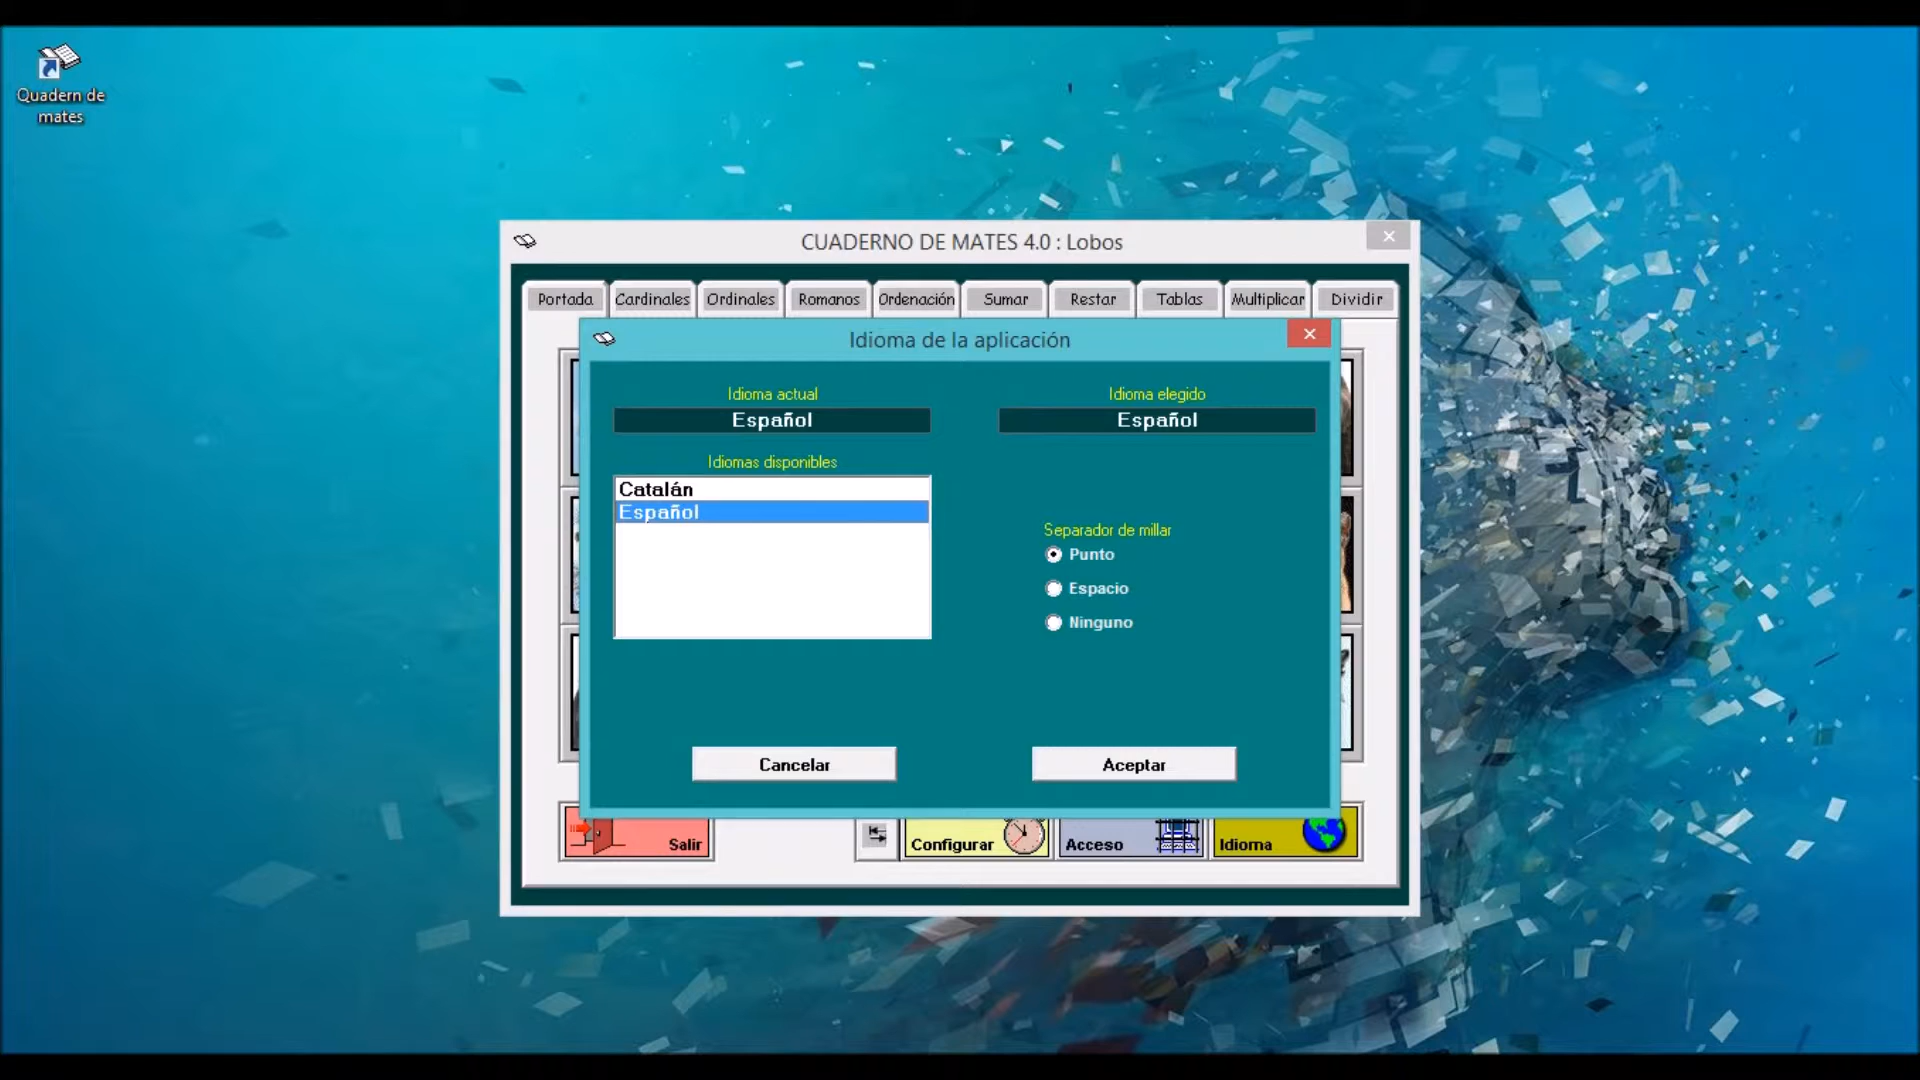 Quadern de
mates
CUADERNO DE MATES 4.0 : Lobos
Portada
Cardinales
Ordinales
Romanos
Ordenación
Sumar
Restar
Tablas
Multiplicar
Dividir
Idioma de la aplicación
Idioma actual
Idioma elegido
Español
Español
Idiomas disponibles
Catalán
Español
Separador de millar
Punto
Espacio
Ninguno
Cancelar
Aceptar
Salir
Configurar
Acceso
Idioma